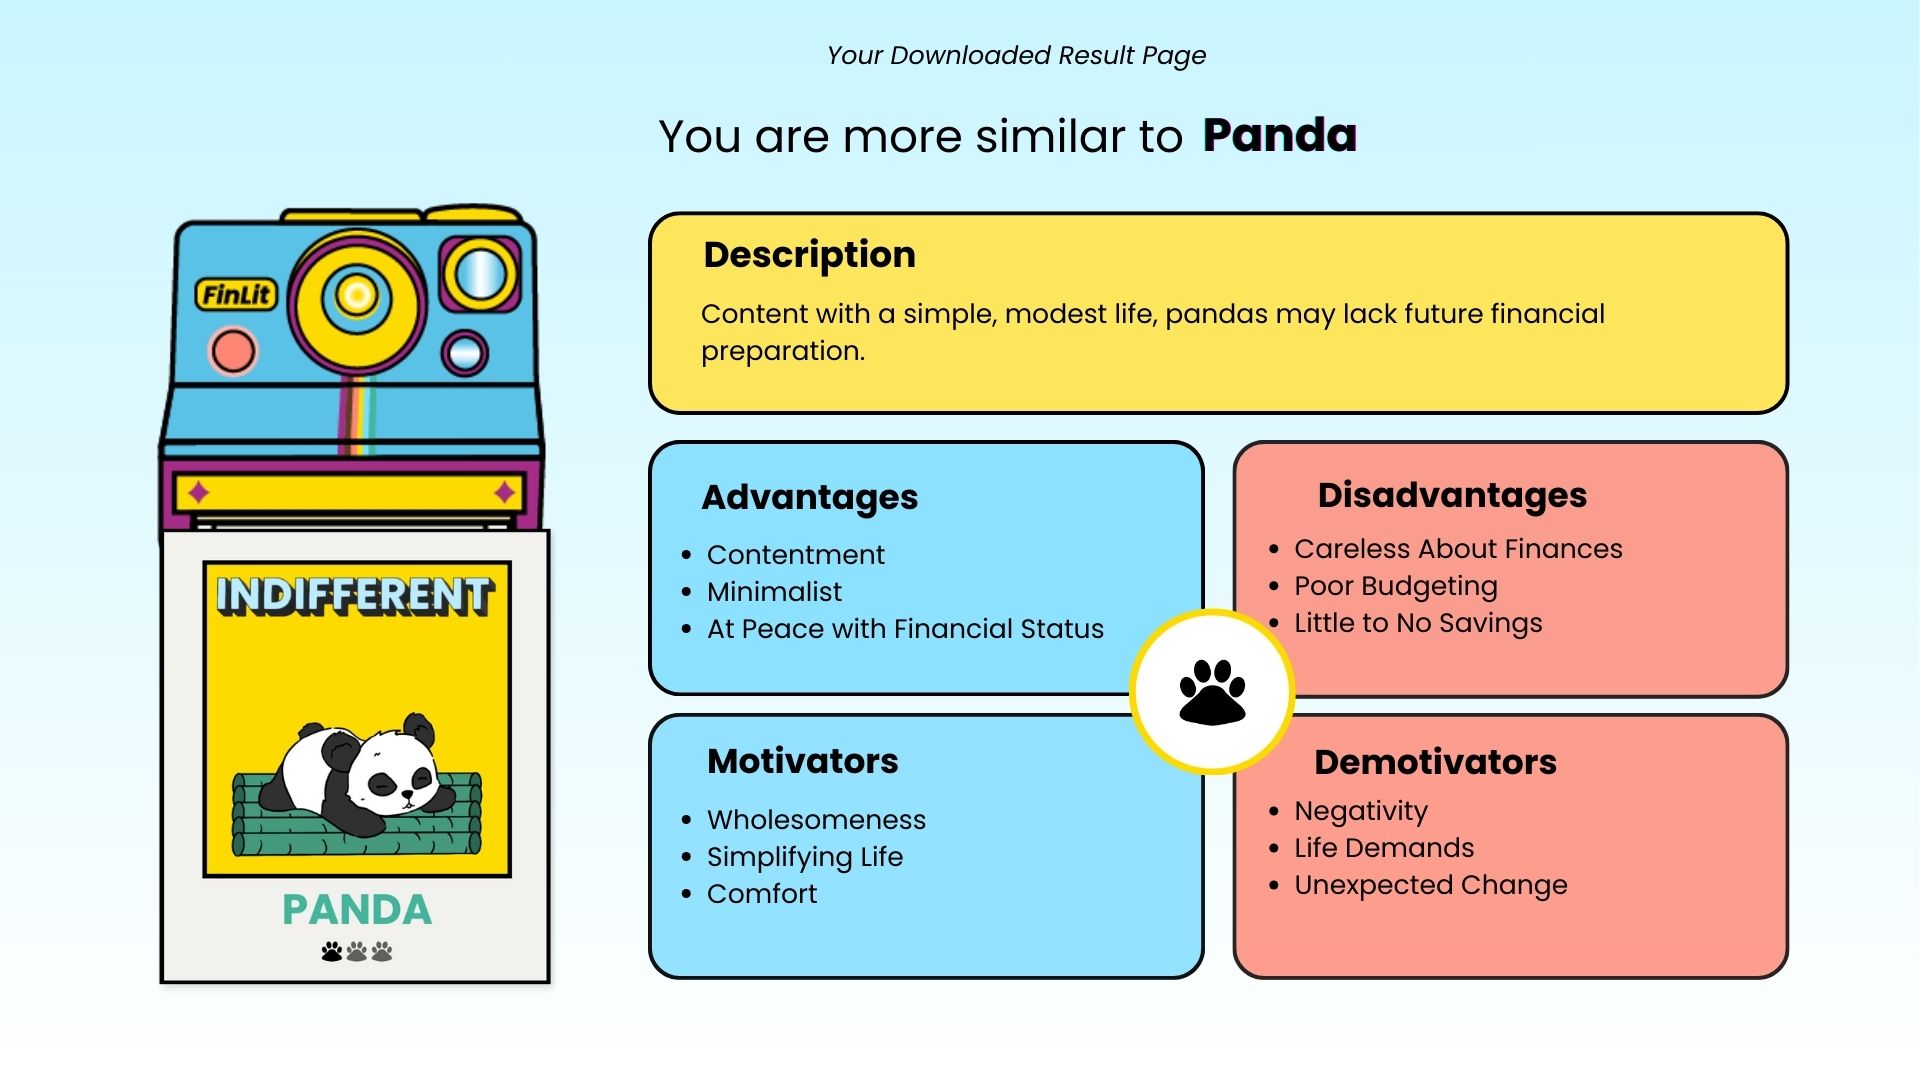 Your Downloaded Result Page
You are more similar to Panda
FinLit
INDIFFERENT
PANDA
Description
Content with a simple, modest life, pandas may lack future financial
preparation.
Advantages
• Contentment
• Minimalist
• At Peace with Financial Status
Disadvantages
• Careless About Finances
• Poor Budgeting
• Little to No Savings
Motivators
• Wholesomeness
• Simplifying Life
• Comfort
Demotivators
• Negativity
• Life Demands
• Unexpected Change